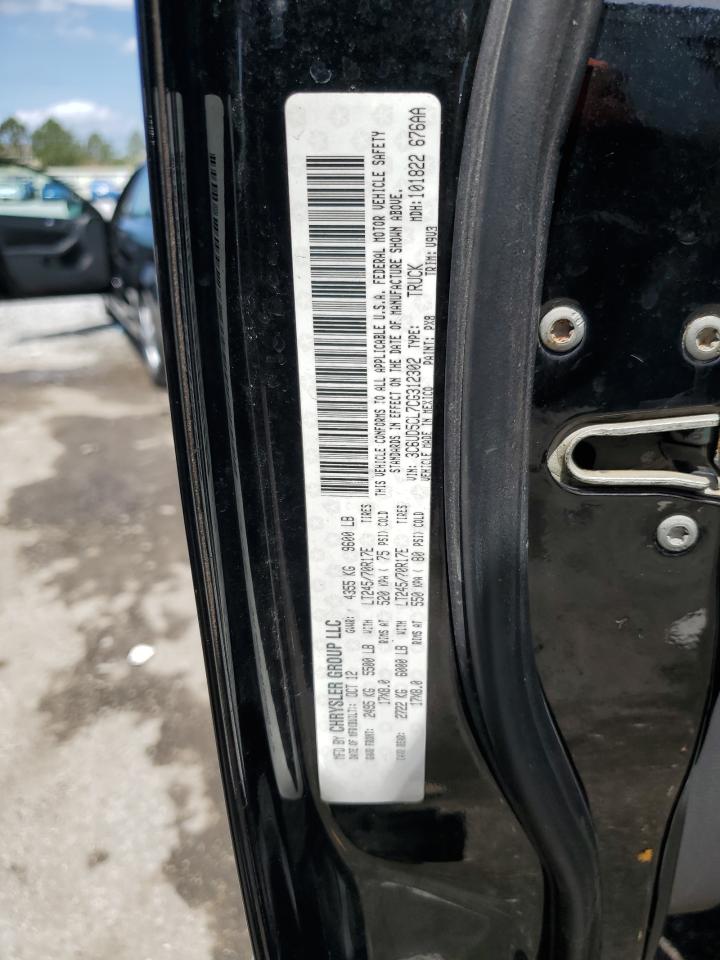 MFD BY CHRYSLER GROUP LLC
DATE OF MFR(BUILT): OCT 12 GVWR: 4355 KG 9600 LB
GAWR FRONT: 2495 KG 5500 LB WITH LT245/70R17E TIRES
17X8.0 RIMS AT 520 KPA ( 75 PSI) COLD
GAWR REAR: 2722 KG 6000 LB WITH LT245/70R17E TIRES
17X8.0 RIMS AT 550 KPA ( 80 PSI) COLD
THIS VEHICLE CONFORMS TO ALL APPLICABLE U.S.A. FEDERAL MOTOR VEHICLE SAFETY
STANDARDS IN EFFECT ON THE DATE OF MANUFACTURE SHOWN ABOVE.
VIN: 3C6UD5CL7CG312302 TYPE: TRUCK MDH: 101822 676AA
VEHICLE MADE IN MEXICO PAINT: PX8 TRIM: V9V3